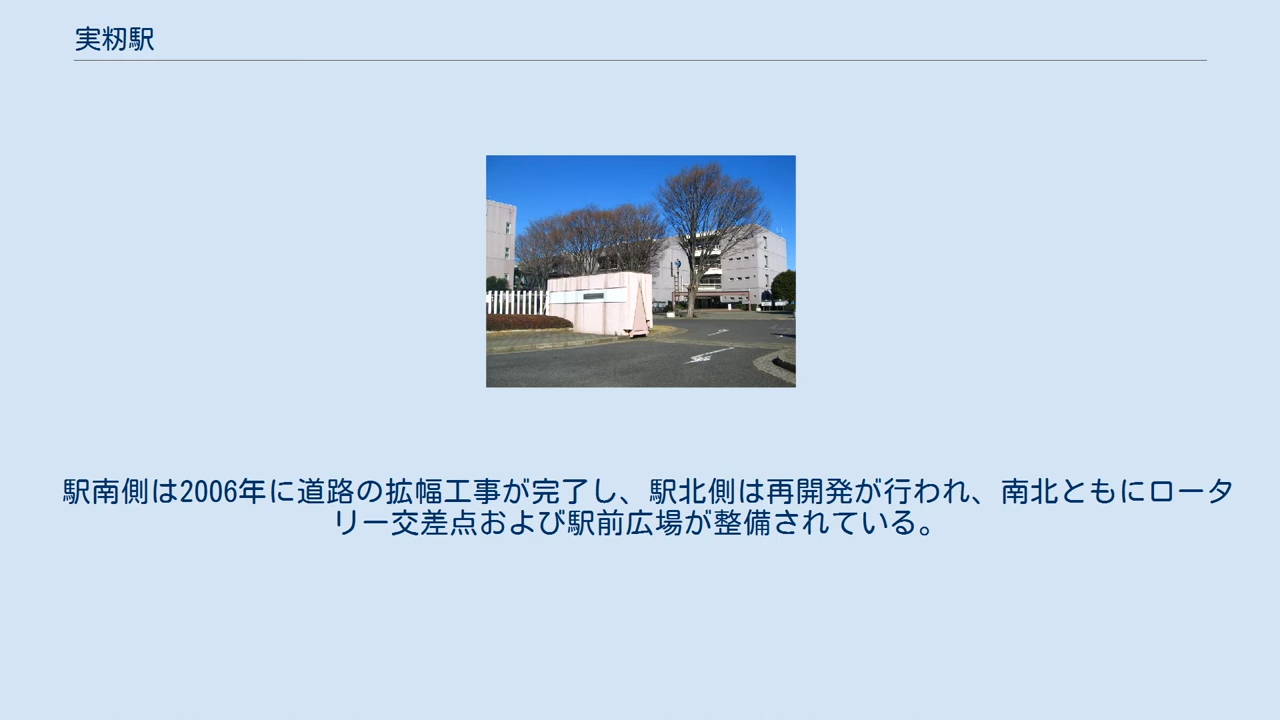 実籾駅
駅南側は2006年に道路の拡幅工事が完了し、駅北側は再開発が行われ、南北ともにロータ
リー交差点および駅前広場が整備されている。